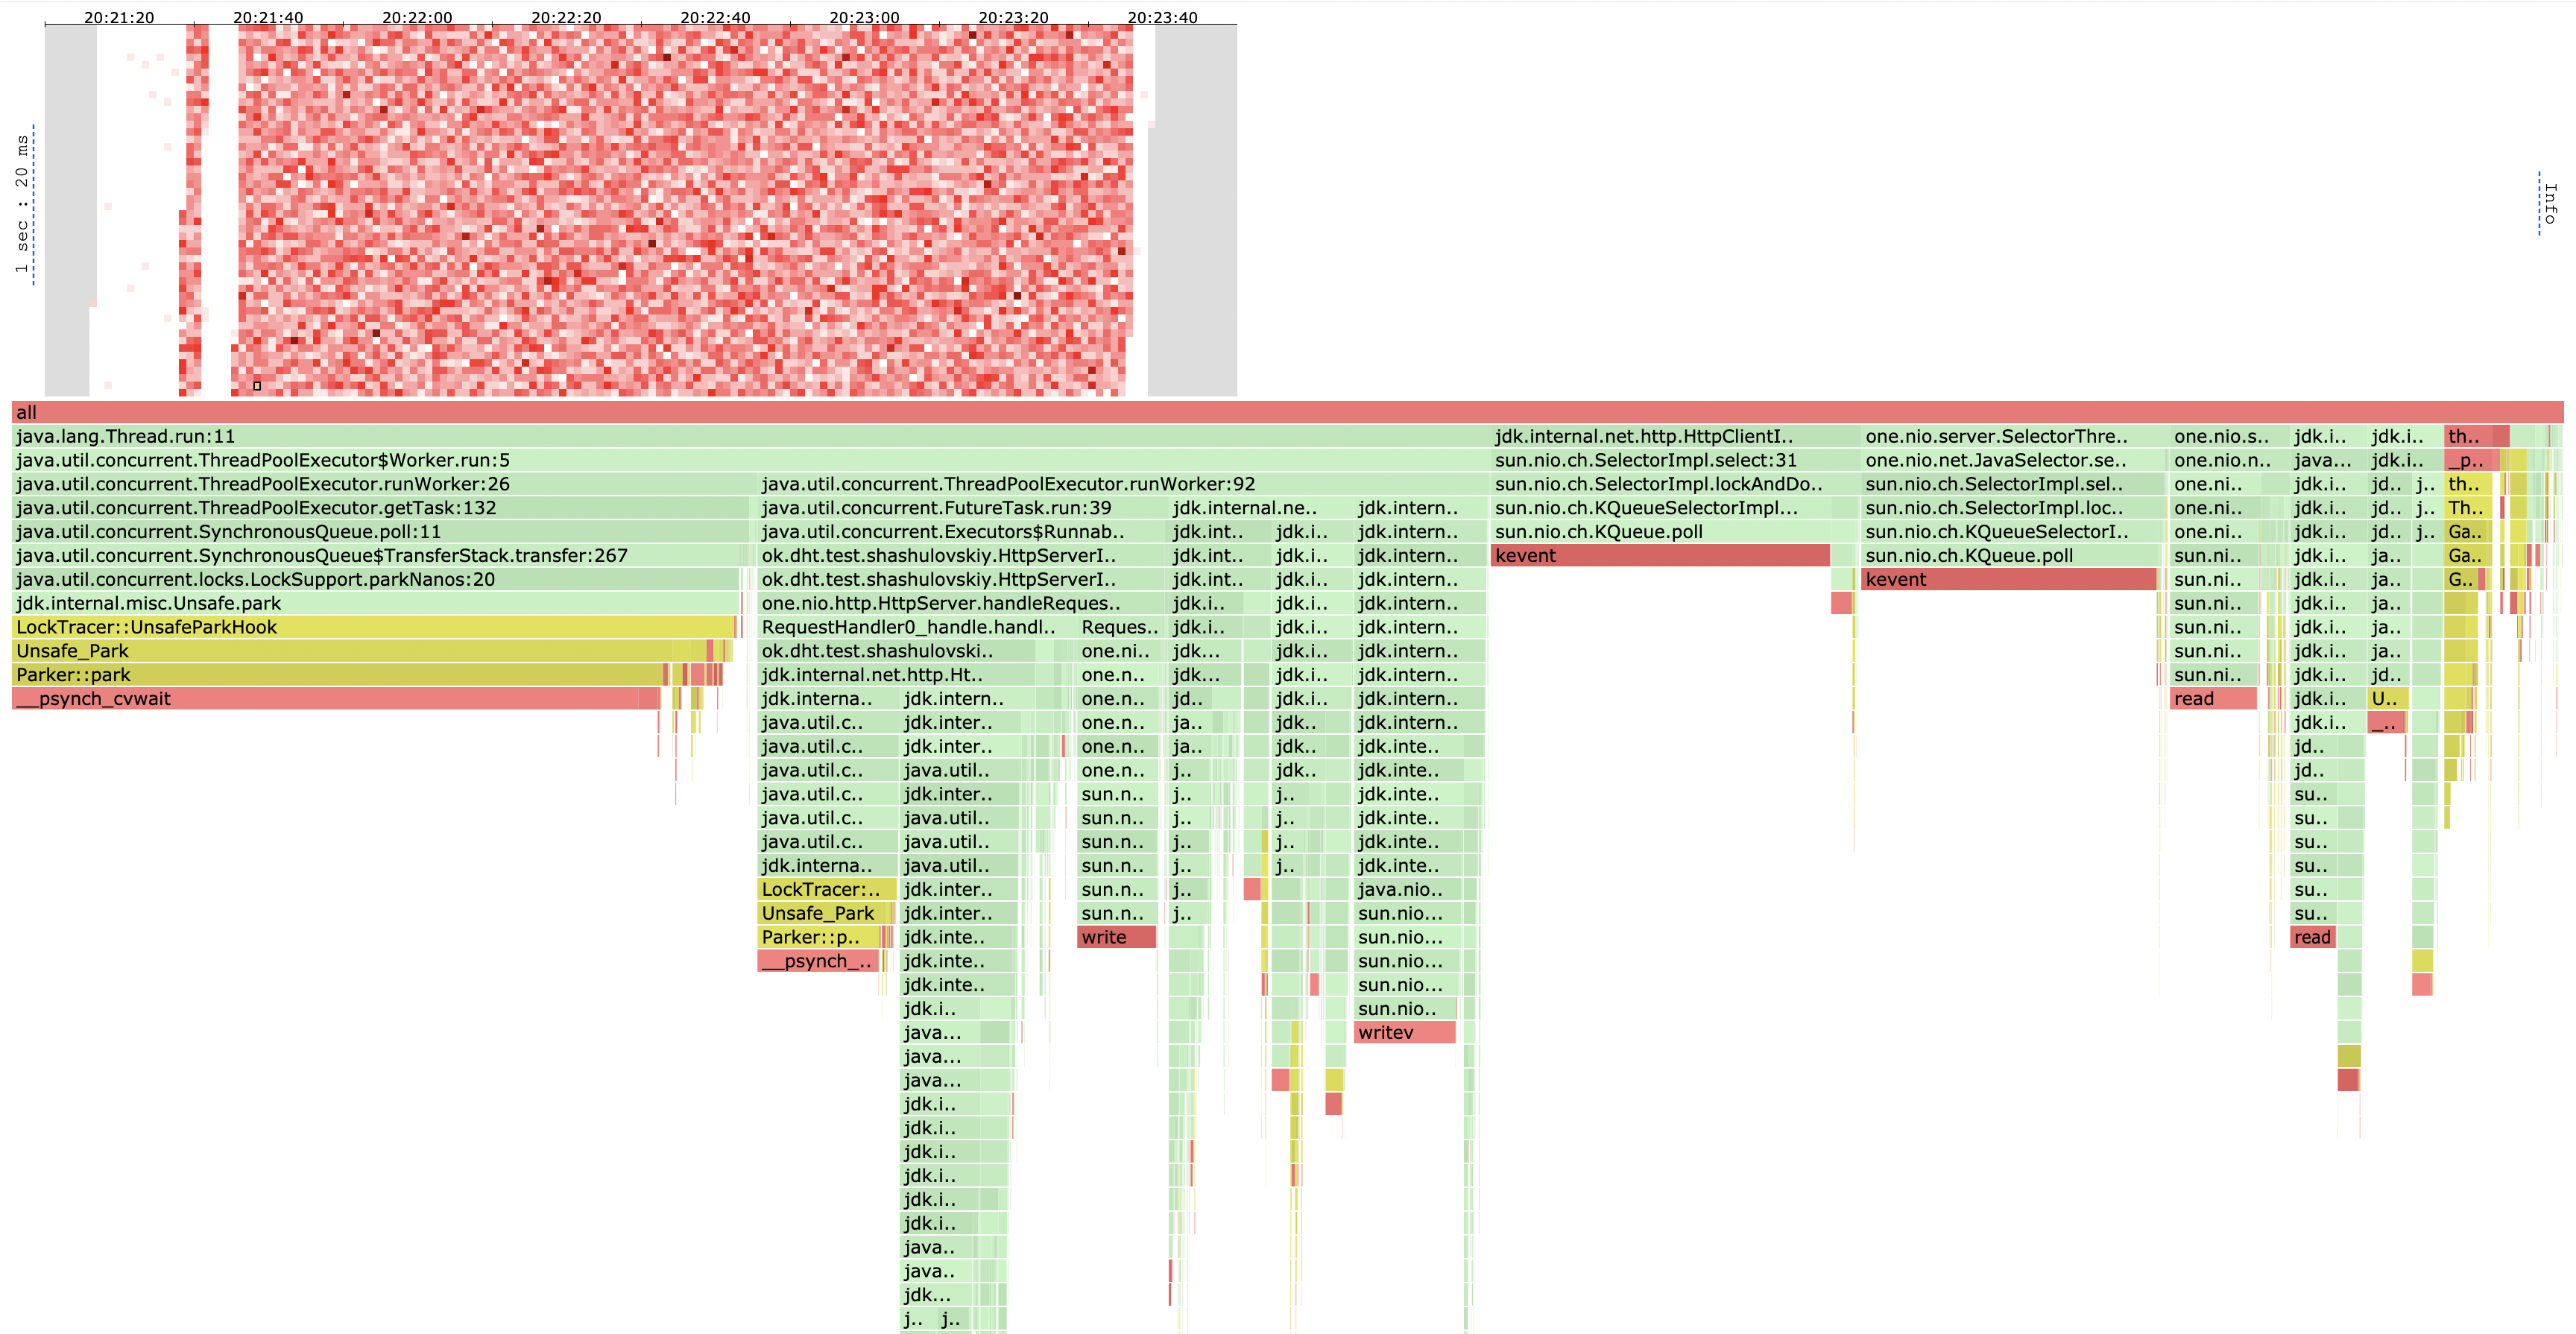 20:21:20 20:21:40 20:22:00 20:22:20 20:22:40 20:23:00 20:23:20 20:23:40
1 sec : 20 ms
Info
all
java.lang.Thread.run:11 jdk.internal.net.http.HttpClientI.. one.nio.server.SelectorThre.. one.nio.s.. jdk.i.. jdk.i.. th..
java.util.concurrent.ThreadPoolExecutor$Worker.run:5 sun.nio.ch.SelectorImpl.select:31 one.nio.net.JavaSelector.se.. one.nio.n.. java... jdk.i.. _p..
java.util.concurrent.ThreadPoolExecutor.runWorker:26 java.util.concurrent.ThreadPoolExecutor.runWorker:92 sun.nio.ch.SelectorImpl.lockAndDo.. sun.nio.ch.SelectorImpl.sel.. one.ni.. jdk.i.. jd.. j.. th..
java.util.concurrent.ThreadPoolExecutor.getTask:132 java.util.concurrent.FutureTask.run:39 jdk.internal.ne.. jdk.intern.. sun.nio.ch.KQueueSelectorImpl... sun.nio.ch.SelectorImpl.loc.. one.ni.. jdk.i.. jd.. j.. Th..
java.util.concurrent.SynchronousQueue.poll:11 java.util.concurrent.Executors$Runnab.. jdk.int.. jdk.i.. jdk.intern.. sun.nio.ch.KQueue.poll sun.nio.ch.KQueueSelectorI.. one.ni.. jdk.i.. jd.. j.. Ga..
java.util.concurrent.SynchronousQueue$TransferStack.transfer:267 ok.dht.test.shashulovskiy.HttpServerI.. jdk.int.. jdk.i.. jdk.intern.. kevent sun.nio.ch.KQueue.poll sun.ni.. jdk.i.. ja.. Ga..
java.util.concurrent.locks.LockSupport.parkNanos:20 ok.dht.test.shashulovskiy.HttpServerI.. jdk.int.. jdk.i.. jdk.intern.. kevent sun.ni.. jdk.i.. ja.. G..
jdk.internal.misc.Unsafe.park one.nio.http.HttpServer.handleReques.. jdk.i.. jdk.i.. jdk.intern.. sun.ni.. jdk.i.. ja..
LockTracer::UnsafeParkHook RequestHandler0_handle.handl.. Reques.. jdk.i.. jdk.i.. jdk.intern.. sun.ni.. jdk.i.. ja..
Unsafe_Park ok.dht.test.shashulovski.. one.ni.. jdk... jdk.i.. jdk.intern.. sun.ni.. jdk.i.. ja..
Parker::park jdk.internal.net.http.Ht.. one.n.. jdk... jdk.i.. jdk.intern.. sun.ni.. jdk.i.. jd..
__psynch_cvwait jdk.interna.. jdk.intern.. one.n.. jd.. jdk.i.. jdk.intern.. read jdk.i.. U..
java.util.c.. jdk.inter.. one.n.. ja.. jdk.. jdk.intern.. jdk.i.. _..
java.util.c.. jdk.inter.. one.n.. ja.. jdk.. jdk.inte.. jd..
java.util.c.. java.util.. one.n.. j.. jdk.. jdk.inte.. jd..
java.util.c.. jdk.inter.. sun.n.. j.. j.. jdk.inte.. su..
java.util.c.. java.util.. sun.n.. j.. j.. jdk.inte.. su..
java.util.c.. java.util.. sun.n.. j.. j.. jdk.inte.. su..
jdk.interna.. java.util.. sun.n.. j.. j.. jdk.inte.. su..
LockTracer:.. jdk.inter.. sun.n.. j.. java.nio.. su..
Unsafe_Park jdk.inter.. sun.n.. j.. sun.nio... su..
Parker::p.. jdk.inte.. write sun.nio... read
__psynch_.. jdk.inte.. sun.nio...
jdk.inte.. sun.nio...
jdk.i.. sun.nio..
java... writev
java...
java...
jdk.i..
jdk.i..
jdk.i..
jdk.i..
jdk.i..
jdk.i..
java..
java..
jdk...
j.. j..